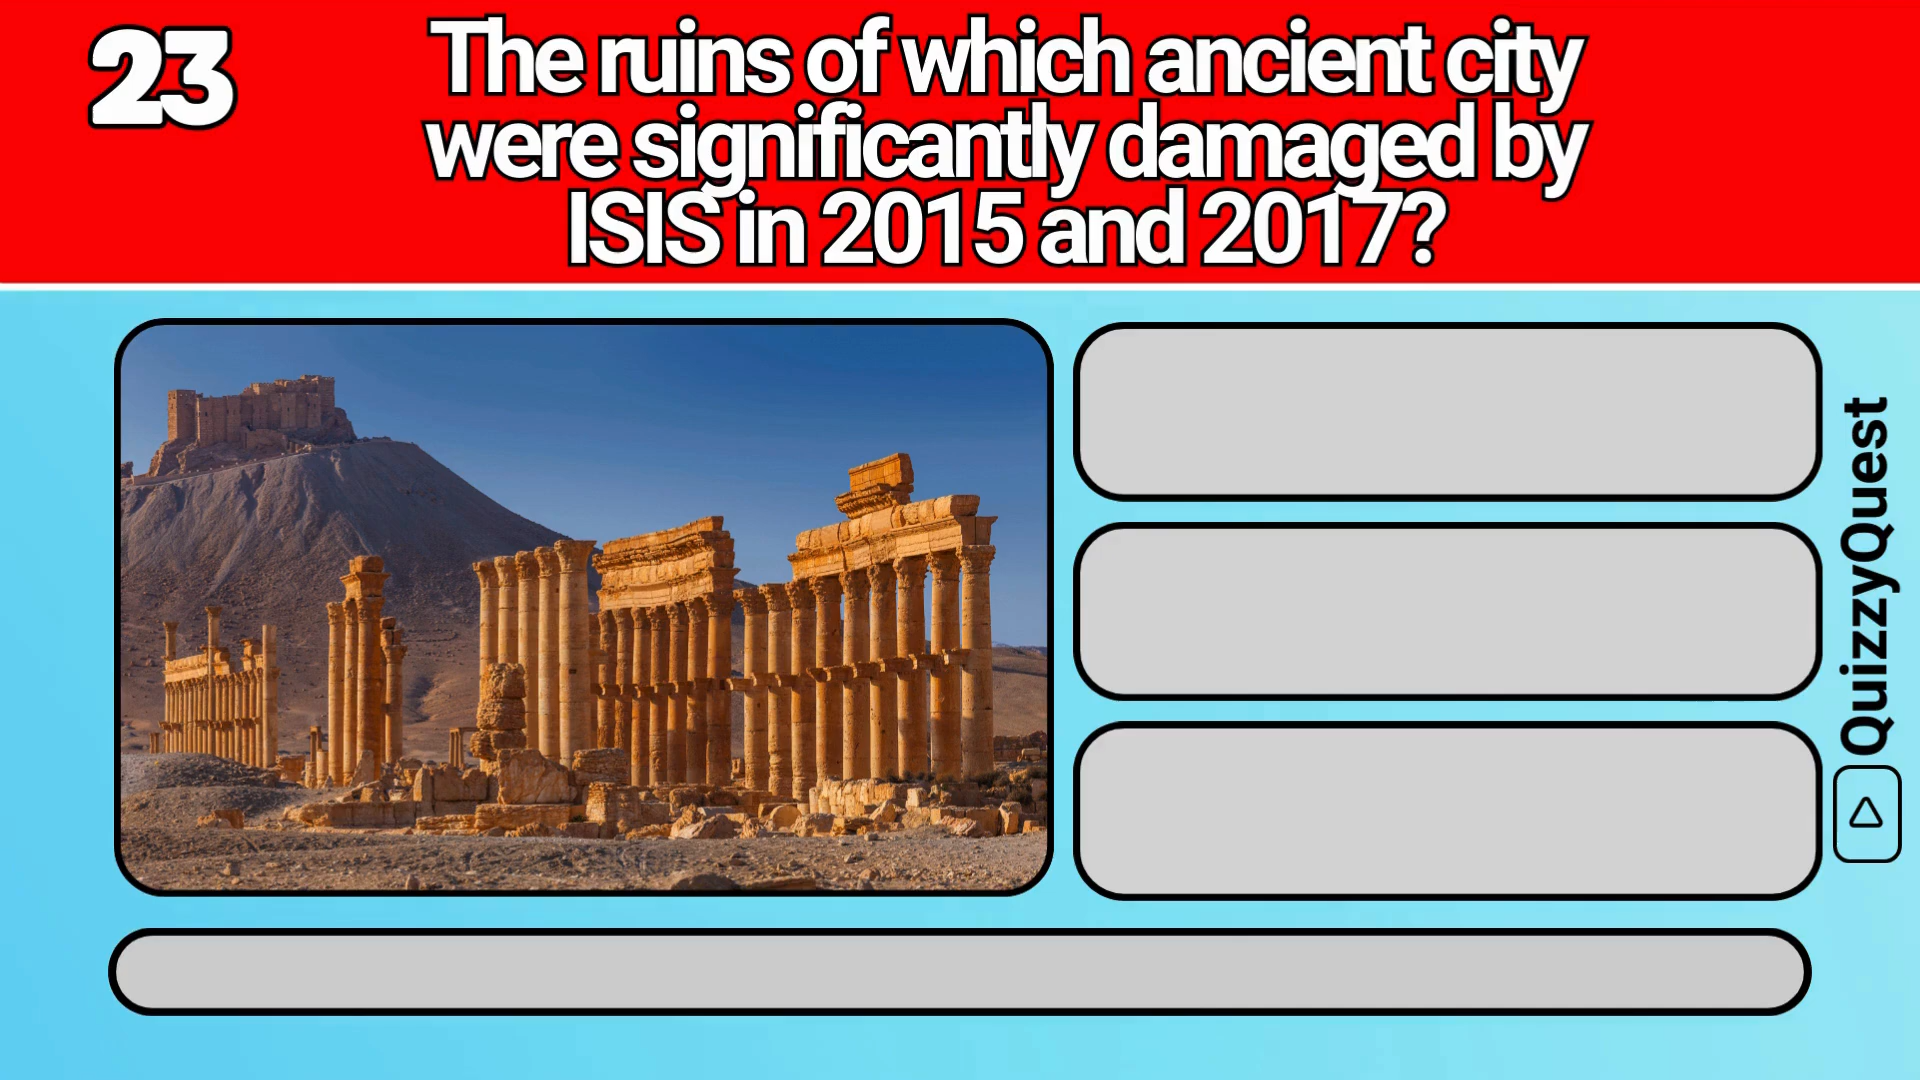 23
The ruins of which ancient city
were significantly damaged by
ISIS in 2015 and 2017?
QuizzyQuest